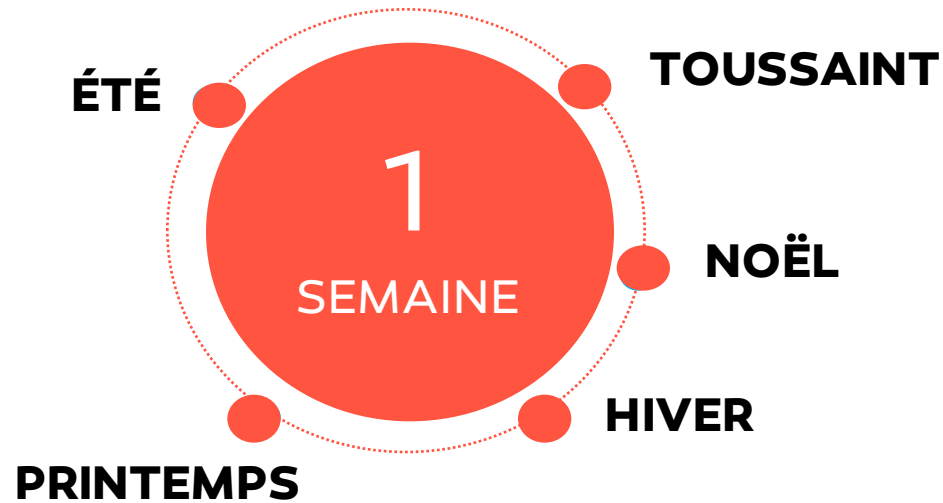 TOUSSAINT
ÉTÉ
1
SEMAINE
NOËL
HIVER
PRINTEMPS